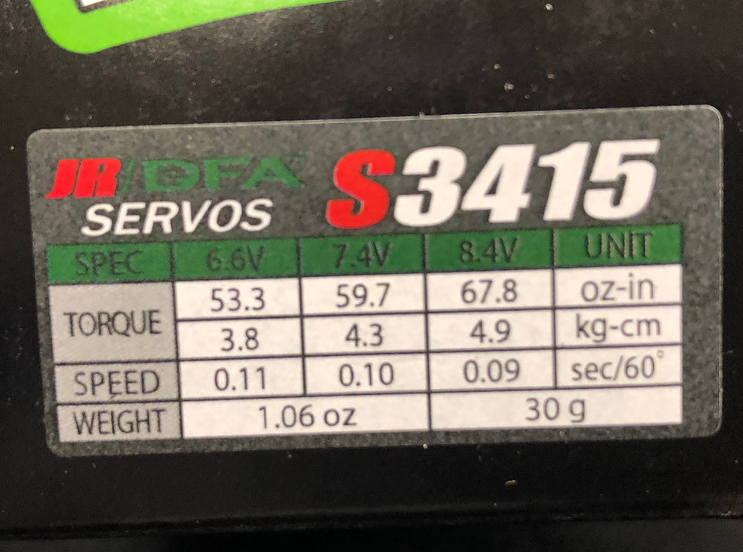 JR/DFA S3415
SERVOS
SPEC 6.6V 7.4V 8.4V UNIT
TORQUE 53.3 59.7 67.8 oz-in
3.8 4.3 4.9 kg-cm
SPEED 0.11 0.10 0.09 sec/60°
WEIGHT 1.06 oz 30 g